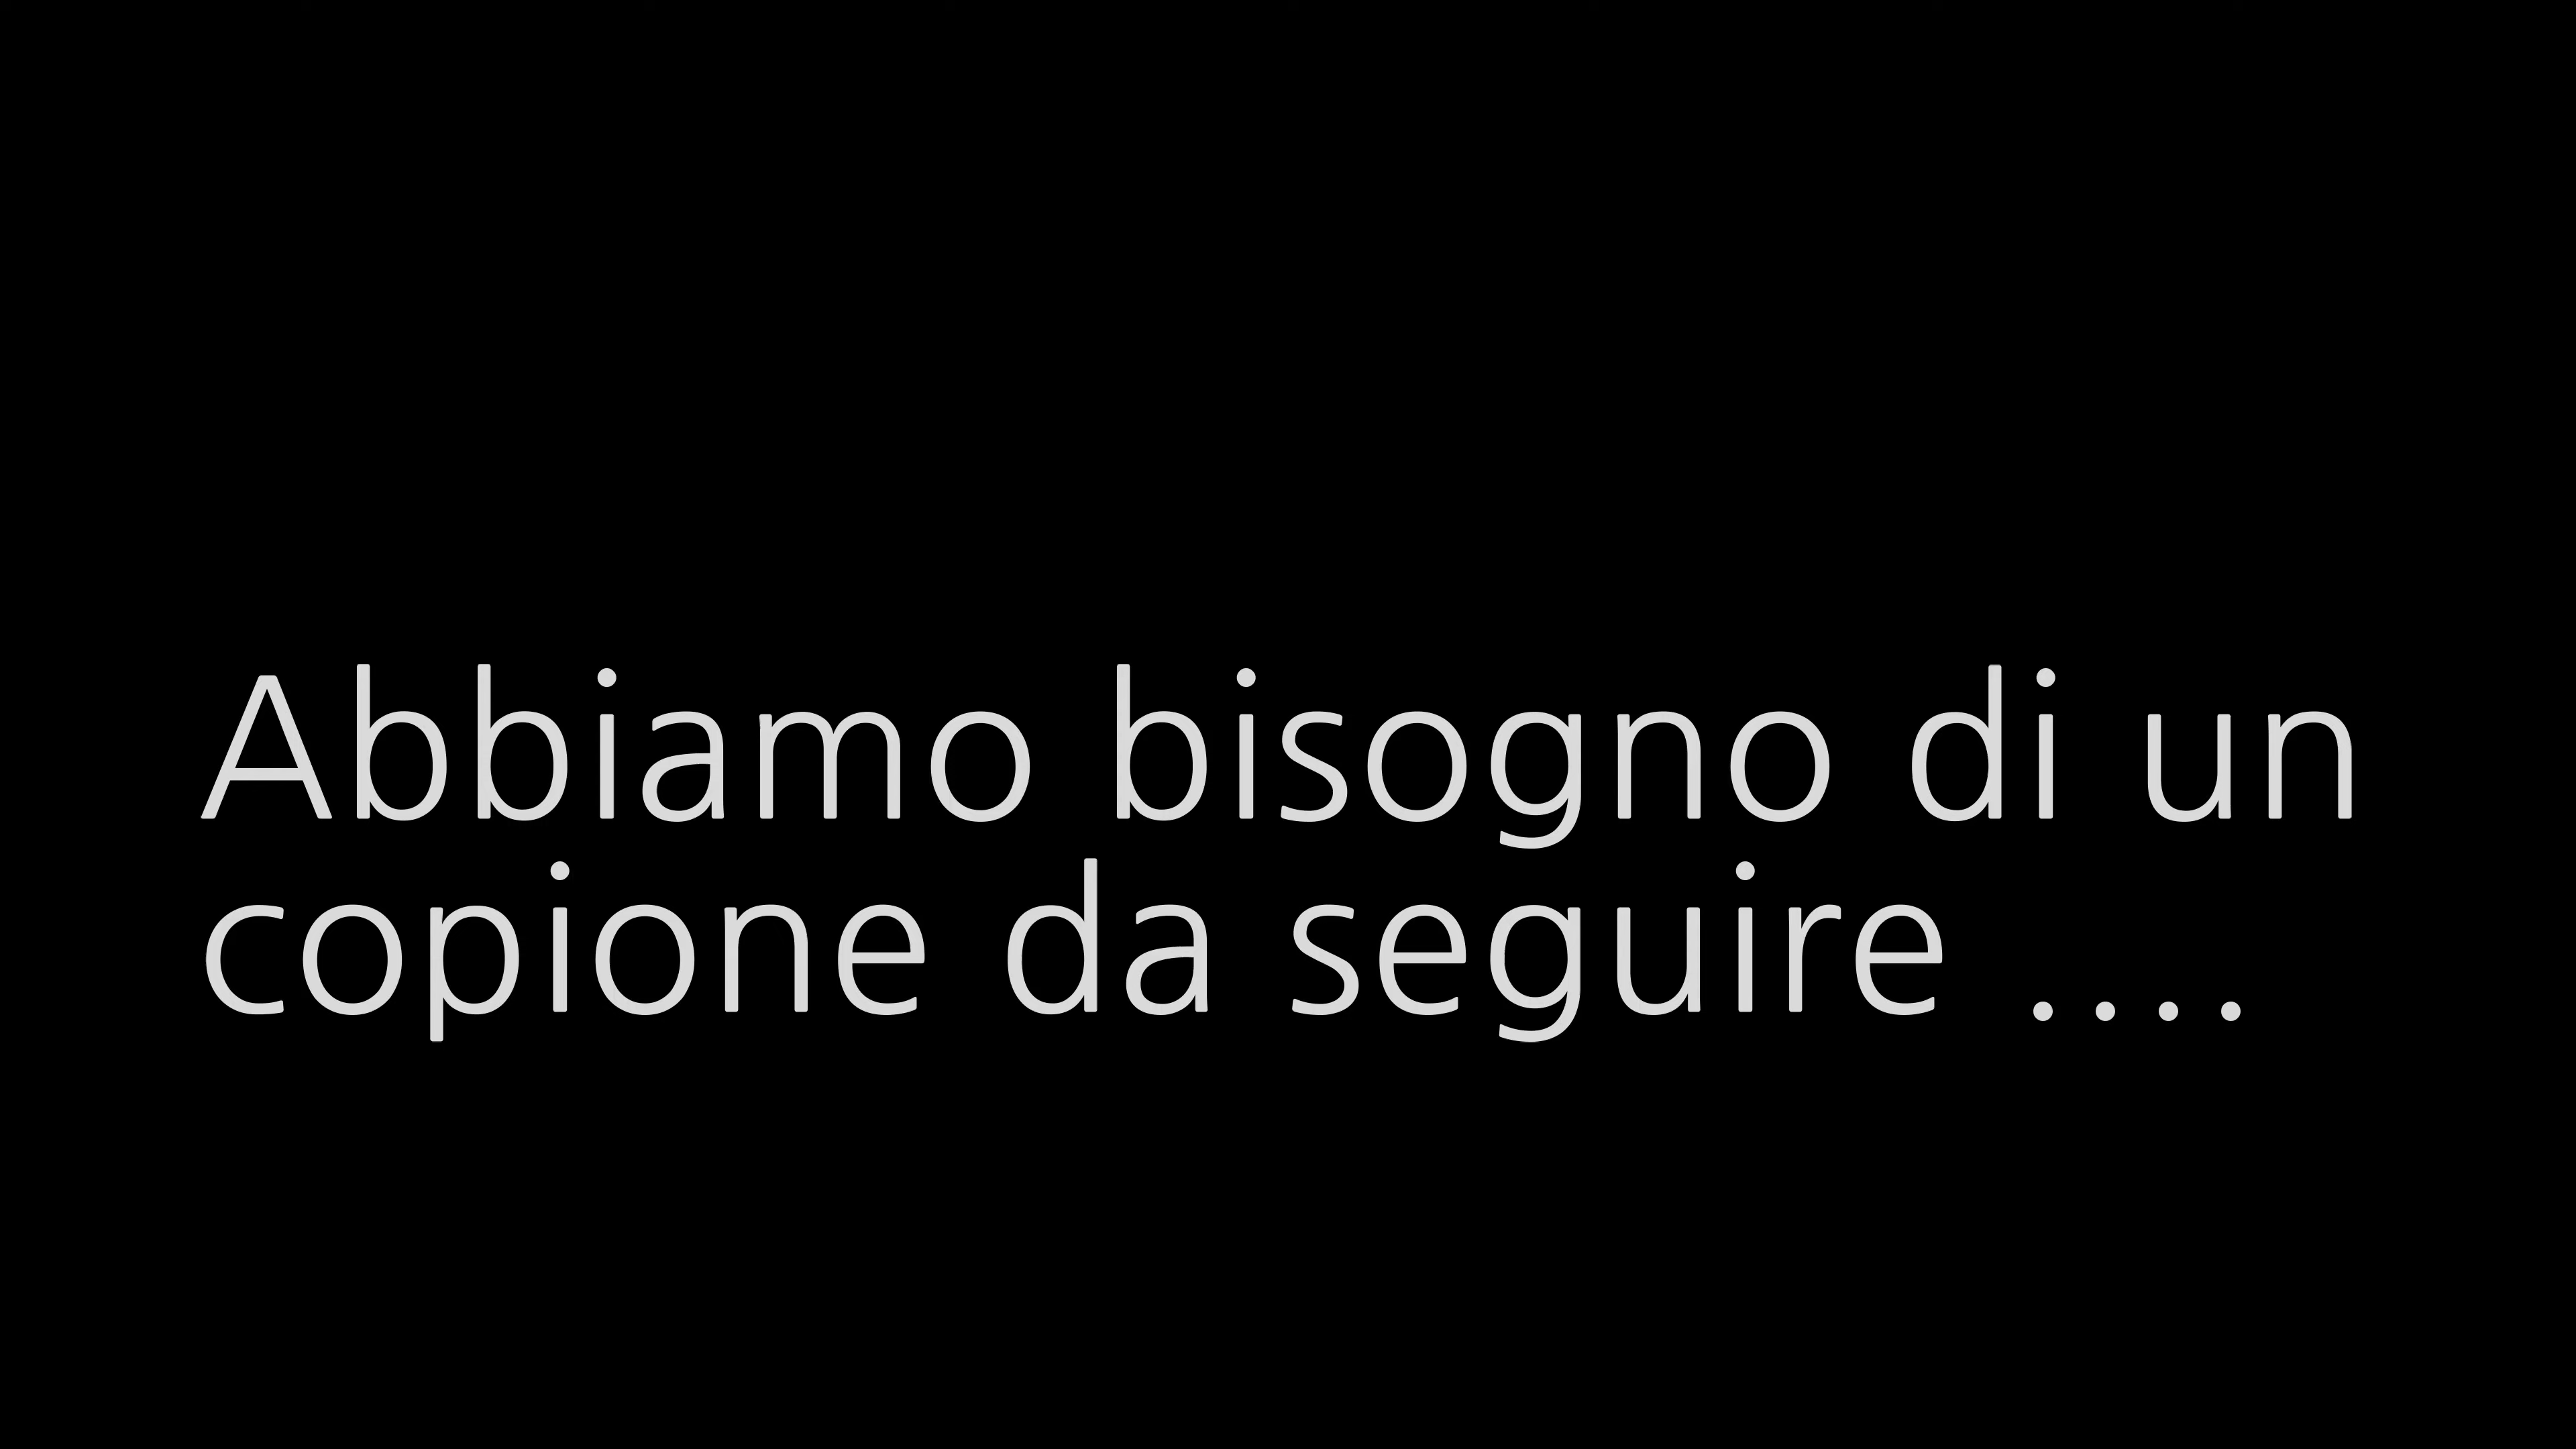 Abbiamo bisogno di un
copione da seguire ....